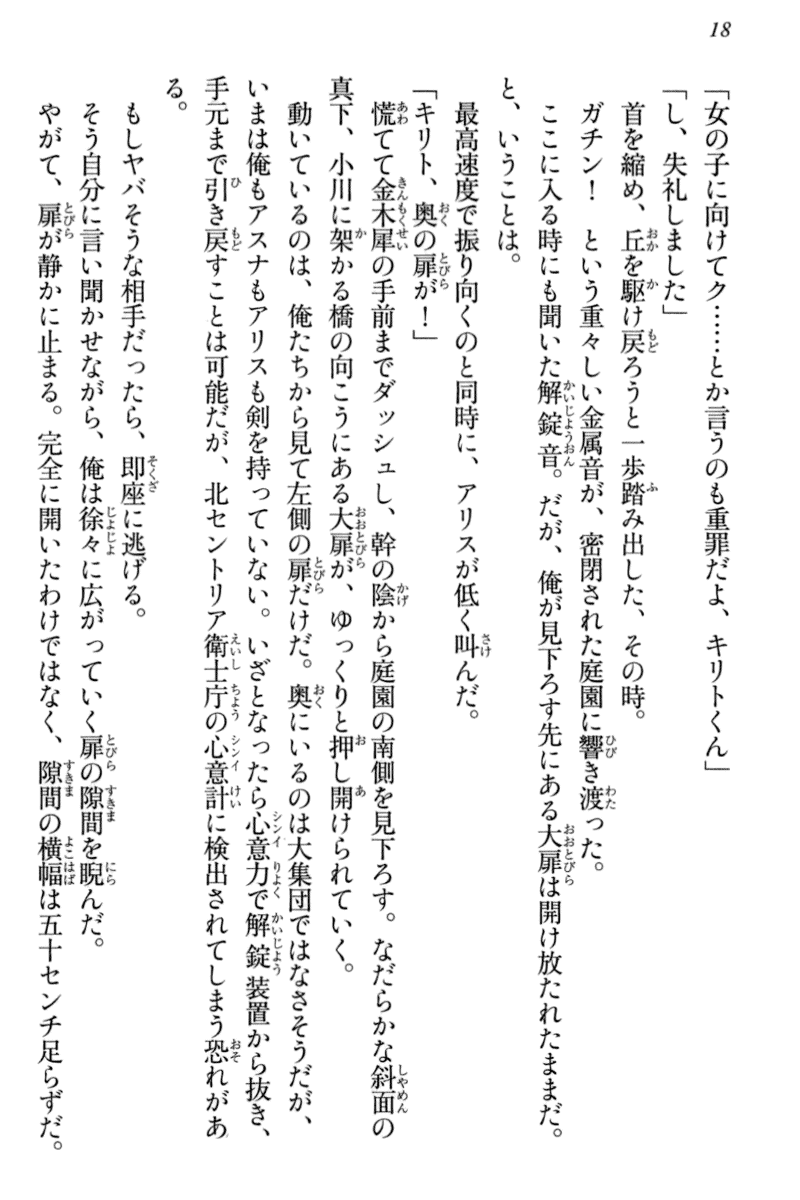 18
「女の子に向けてク……とか言うのも重罪だよ、キリトくん」
「し、失礼しました」
首を縮め、丘を駆け戻ろうと一歩踏み出した、その時。
ガチン！　という重々しい金属音が、密閉された庭園に響き渡った。
ここに入る時にも聞いた解錠音。だが、俺が見下ろす先にある大扉は開け放たれたままだ。
と、いうことは。
最高速度で振り向くのと同時に、アリスが低く叫んだ。
「キリト、奥の扉が！」
慌てて金木犀の手前までダッシュし、幹の陰から庭園の南側を見下ろす。なだらかな斜面の
真下、小川に架かる橋の向こうにある大扉が、ゆっくりと押し開けられていく。
動いているのは、俺たちから見て左側の扉だけだ。奥にいるのは大集団ではなさそうだが、
いまは俺もアスナもアリスも剣を持っていない。いざとなったら心意力で解錠装置から抜き、
手元まで引き戻すことは可能だが、北セントリア衛士庁の心意計に検出されてしまう恐れがあ
る。
もしヤバそうな相手だったら、即座に逃げる。
そう自分に言い聞かせながら、俺は徐々に広がっていく扉の隙間を睨んだ。
やがて、扉が静かに止まる。完全に開いたわけではなく、隙間の横幅は五十センチ足らずだ。